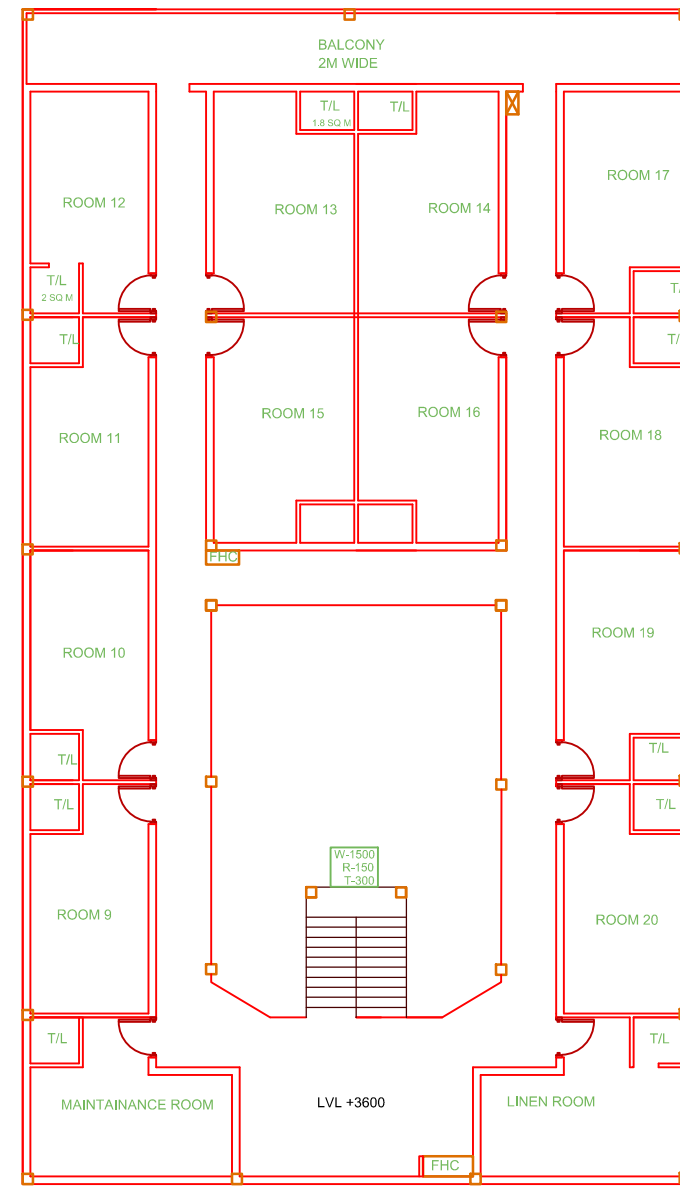 BALCONY
2M WIDE
T/L
1.8 SQ M
T/L
ROOM 17
ROOM 12
ROOM 13
ROOM 14
T/L
2 SQ M
T/
T/L
T/
ROOM 11
ROOM 15
ROOM 16
ROOM 18
FHC
ROOM 10
ROOM 19
T/L
T/L
T/L
T/L
W-1500
R-150
T-300
ROOM 9
ROOM 20
T/L
T/L
MAINTAINANCE ROOM
LVL +3600
LINEN ROOM
FHC